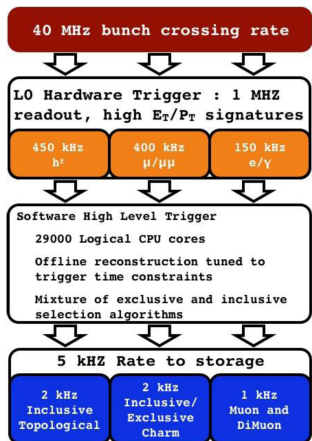 40 MHz bunch crossing rate
L0 Hardware Trigger : 1 MHz
readout, high E_T/P_T signatures
450 kHz
h±
400 kHz
μ/μμ
150 kHz
e/γ
Software High Level Trigger
29000 Logical CPU cores
Offline reconstruction tuned to
trigger time constraints
Mixture of exclusive and inclusive
selection algorithms
5 kHz Rate to storage
2 kHz
Inclusive
Topological
2 kHz
Inclusive/
Exclusive
Charm
1 kHz
Muon and
DiMuon